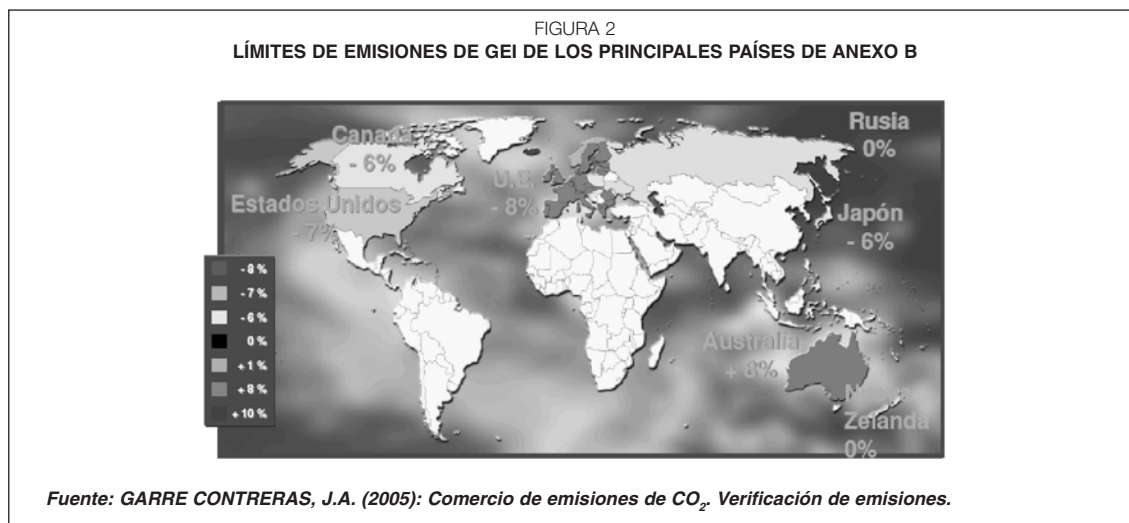 FIGURA 2
LÍMITES DE EMISIONES DE GEI DE LOS PRINCIPALES PAÍSES DE ANEXO B
Canadá
- 6%
Estados Unidos
- 7%
U.E.
- 8%
Rusia
0%
Japón
- 6%
Australia
+ 8%
Nueva
Zelanda
0%
- 8 %
- 7 %
- 6 %
0 %
+ 1 %
+ 8 %
+ 10 %
Fuente: GARRE CONTRERAS, J.A. (2005): Comercio de emisiones de CO₂. Verificación de emisiones.